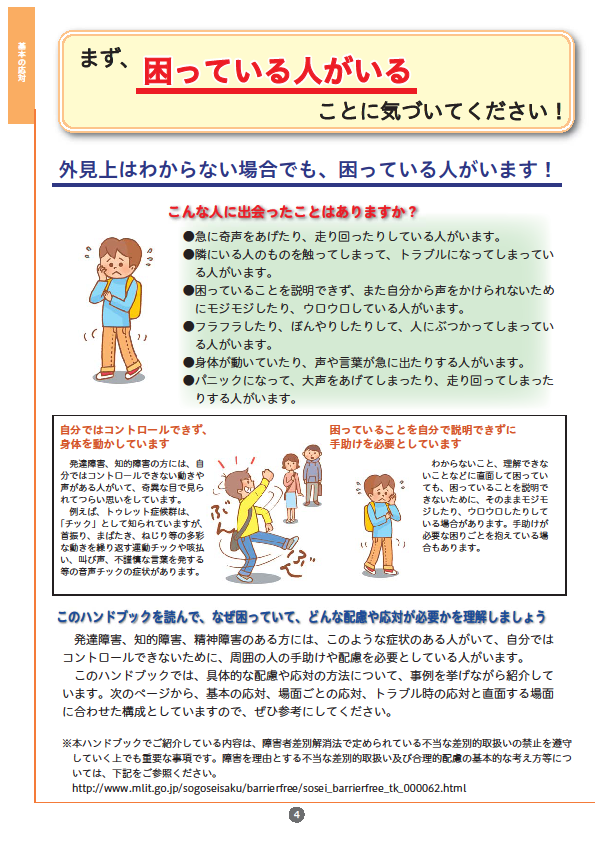 基本の応対
まず、
困っている人がいる
ことに気づいてください！
外見上はわからない場合でも、困っている人がいます！
こんな人に出会ったことはありますか？
●急に奇声をあげたり、走り回ったりしている人がいます。
●隣にいる人のものを触ってしまって、トラブルになってしまってい
る人がいます。
●困っていることを説明できず、また自分から声をかけられないため
にモジモジしたり、ウロウロしている人がいます。
●フラフラしたり、ぼんやりしたりして、人にぶつかってしまってい
る人がいます。
●身体が動いていたり、声や言葉が急に出たりする人がいます。
●パニックになって、大声をあげてしまったり、走り回ってしまった
りする人がいます。
自分ではコントロールできず、
身体を動かしています
発達障害、知的障害の方には、自
分ではコントロールできない動きや
声がある人がいて、奇異な目で見ら
れてつらい思いをしています。
例えば、トゥレット症候群は、
「チック」として知られていますが、
首振り、まばたき、ねじり等の多彩
な動きを繰り返す運動チックや咳払
い、叫び声、不謹慎な言葉を発する
等の音声チックの症状があります。
ぶん
ぶん
困っていることを自分で説明できずに
手助けを必要としています
わからないこと、理解できな
いことなどに直面して困ってい
ても、困っていることを説明で
きないために、そのままモジモ
ジしたり、ウロウロしたりして
いる場合があります。手助けが
必要な困りごとを抱えている場
合もあります。
このハンドブックを読んで、なぜ困っていて、どんな配慮や応対が必要かを理解しましょう
発達障害、知的障害、精神障害のある方には、このような症状のある人がいて、自分では
コントロールできないために、周囲の人の手助けや配慮を必要としている人がいます。
このハンドブックでは、具体的な配慮や応対の方法について、事例を挙げながら紹介して
います。次のページから、基本の応対、場面ごとの応対、トラブル時の応対と直面する場面
に合わせた構成としていますので、ぜひ参考にしてください。
※本ハンドブックでご紹介している内容は、障害者差別解消法で定められている不当な差別的取扱いの禁止を遵守
していく上でも重要な事項です。障害を理由とする不当な差別的取扱い及び合理的配慮の基本的な考え方等につ
いては、下記をご参照ください。
http://www.mlit.go.jp/sogoseisaku/barrierfree/sosei_barrierfree_tk_000062.html
4